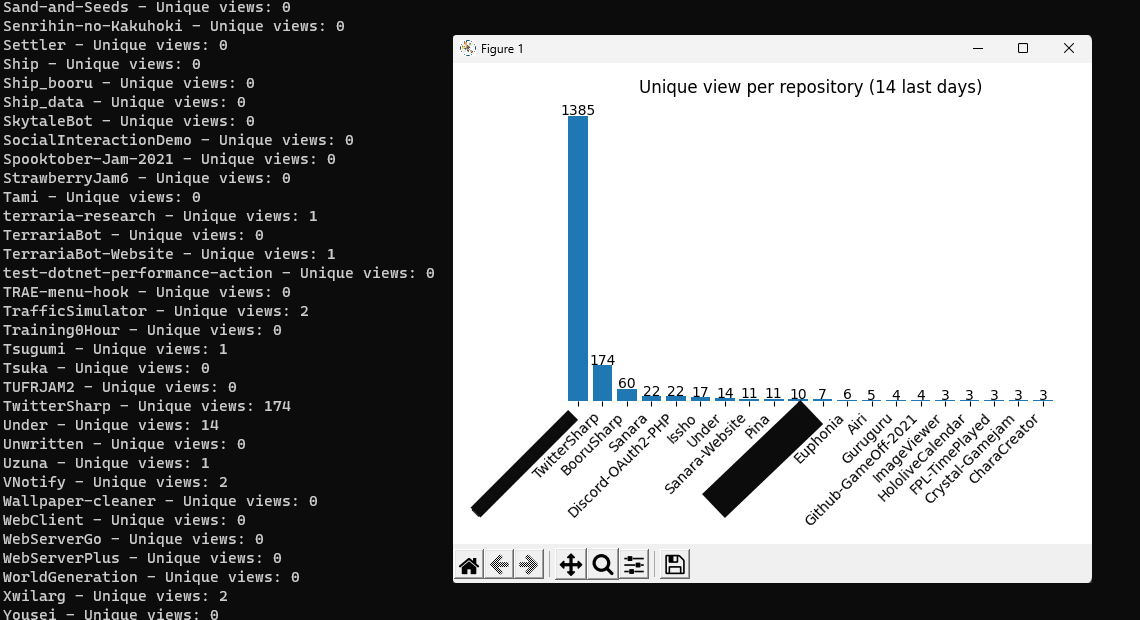 Sand-and-Seeds - Unique views: 0
Senrihin-no-Kakuhoki - Unique views: 0
Settler - Unique views: 0
Ship - Unique views: 0
Ship_booru - Unique views: 0
Ship_data - Unique views: 0
SkytaleBot - Unique views: 0
SocialInteractionDemo - Unique views: 0
Spooktober-Jam-2021 - Unique views: 0
StrawberryJam6 - Unique views: 0
Tami - Unique views: 0
terraria-research - Unique views: 1
TerrariaBot - Unique views: 0
TerrariaBot-Website - Unique views: 1
test-dotnet-performance-action - Unique views: 0
TRAE-menu-hook - Unique views: 0
TrafficSimulator - Unique views: 2
Training0Hour - Unique views: 0
Tsugumi - Unique views: 1
Tsuka - Unique views: 0
TUFRJAM2 - Unique views: 0
TwitterSharp - Unique views: 174
Under - Unique views: 14
Unwritten - Unique views: 0
Uzuna - Unique views: 1
VNotify - Unique views: 2
Wallpaper-cleaner - Unique views: 0
WebClient - Unique views: 0
WebServerGo - Unique views: 0
WebServerPlus - Unique views: 0
WorldGeneration - Unique views: 0
Xwilarg - Unique views: 2
Yousei - Unique views: 0
Figure 1
Unique view per repository (14 last days)
1385
174
60
22
22
17
14
11
11
10
7
6
5
4
4
3
3
3
3
3
TwitterSharp
BooruSharp
Sanara
Discord-OAuth2-PHP
Issho
Under
Sanara-Website
Pina
Euphonia
Airi
Guruguru
Github-GameOff-2021
ImageViewer
HololiveCalendar
FPL-TimePlayed
Crystal-Gamejam
CharaCreator